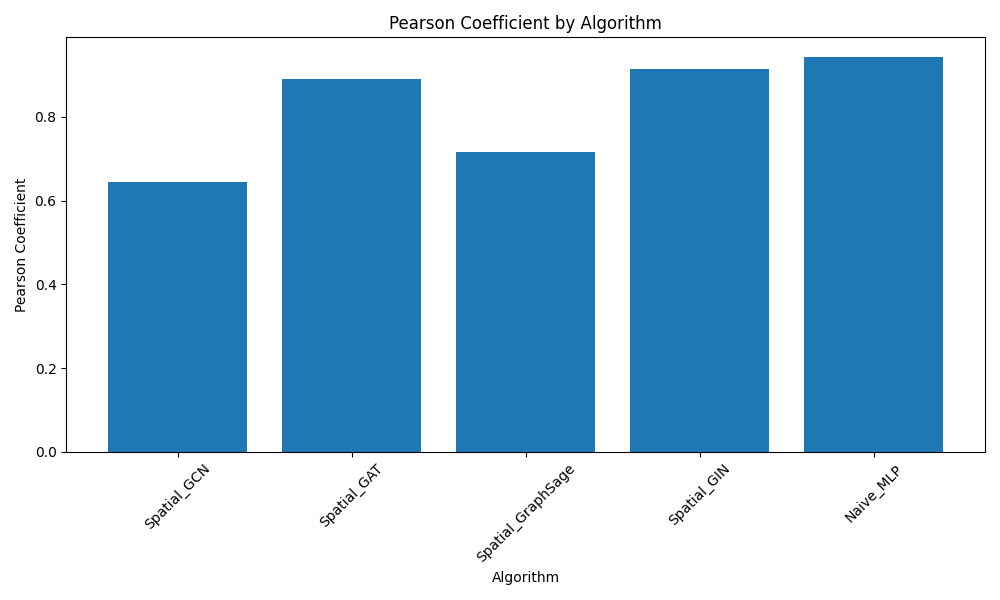 Pearson Coefficient by Algorithm
Pearson Coefficient
0.8
0.6
0.4
0.2
0.0
Spatial_GCN
Spatial_GAT
Spatial_GraphSage
Spatial_GIN
Naive_MLP
Algorithm